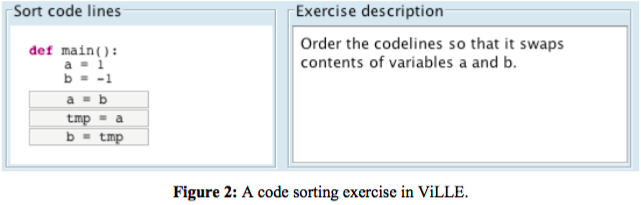 Sort code lines
def main():
    a = 1
    b = -1
a = b
tmp = a
b = tmp
Exercise description
Order the codelines so that it swaps
contents of variables a and b.
Figure 2: A code sorting exercise in ViLLE.